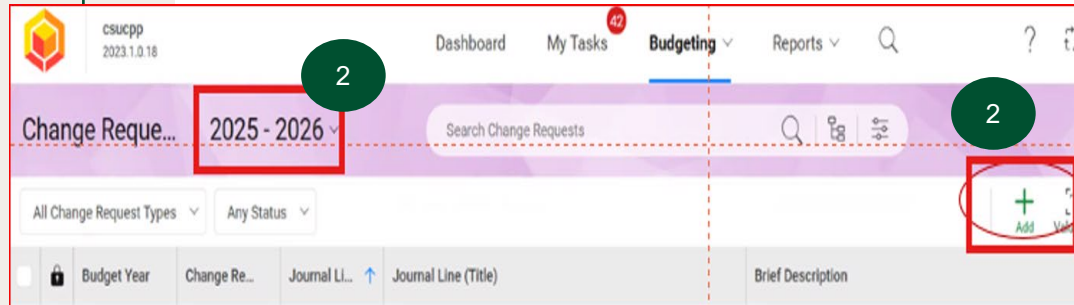 csucpp
2023.1.0.18
Dashboard My Tasks 42 Budgeting Reports ?
2
Change Reque... 2025 - 2026 Search Change Requests
2
All Change Request Types Any Status
Add
Budget Year Change Re... Journal Li... ↑ Journal Line (Title) Brief Description